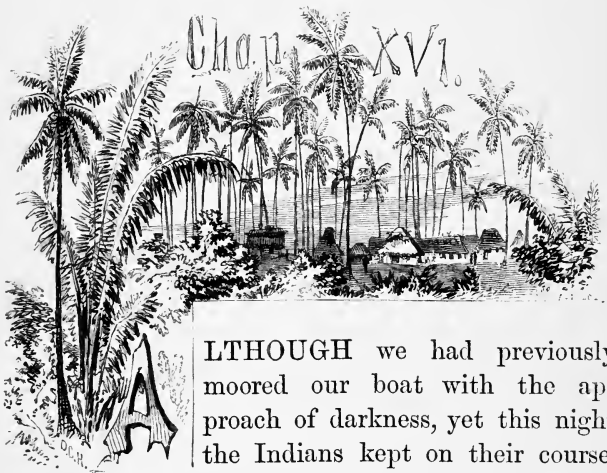 Chap. XVI.
ALTHOUGH we had previously
moored our boat with the ap
proach of darkness, yet this nigh
the Indians kept on their course